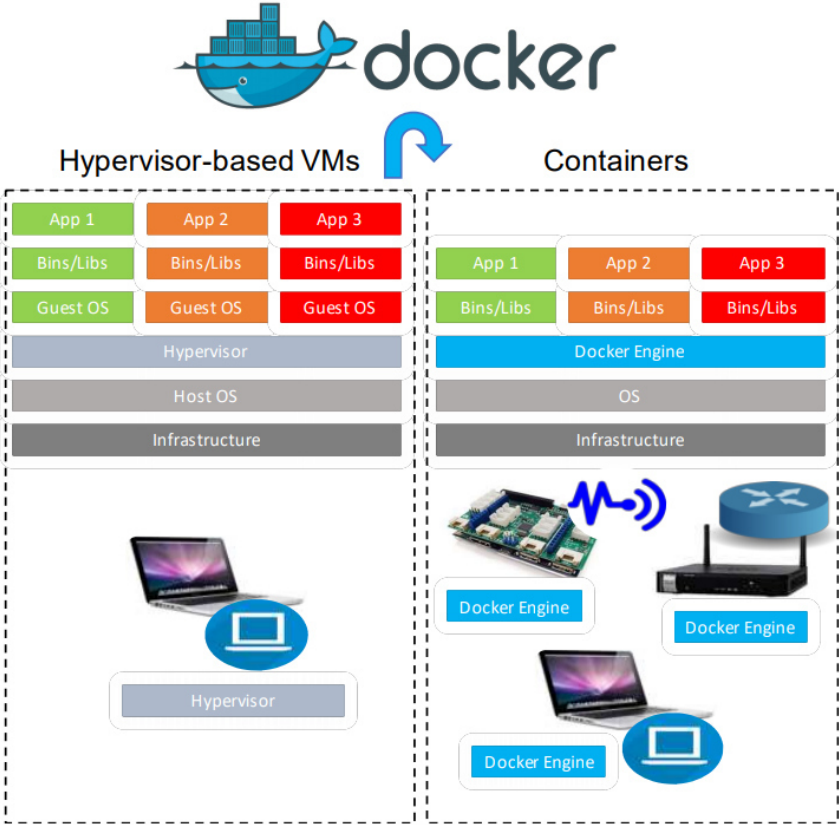 docker
Hypervisor-based VMs
Containers
App 1 App 2 App 3
Bins/Libs Bins/Libs Bins/Libs
Guest OS Guest OS Guest OS
Hypervisor
Host OS
Infrastructure
Hypervisor
App 1 App 2 App 3
Bins/Libs Bins/Libs Bins/Libs
Docker Engine
OS
Infrastructure
Docker Engine
Docker Engine
Docker Engine